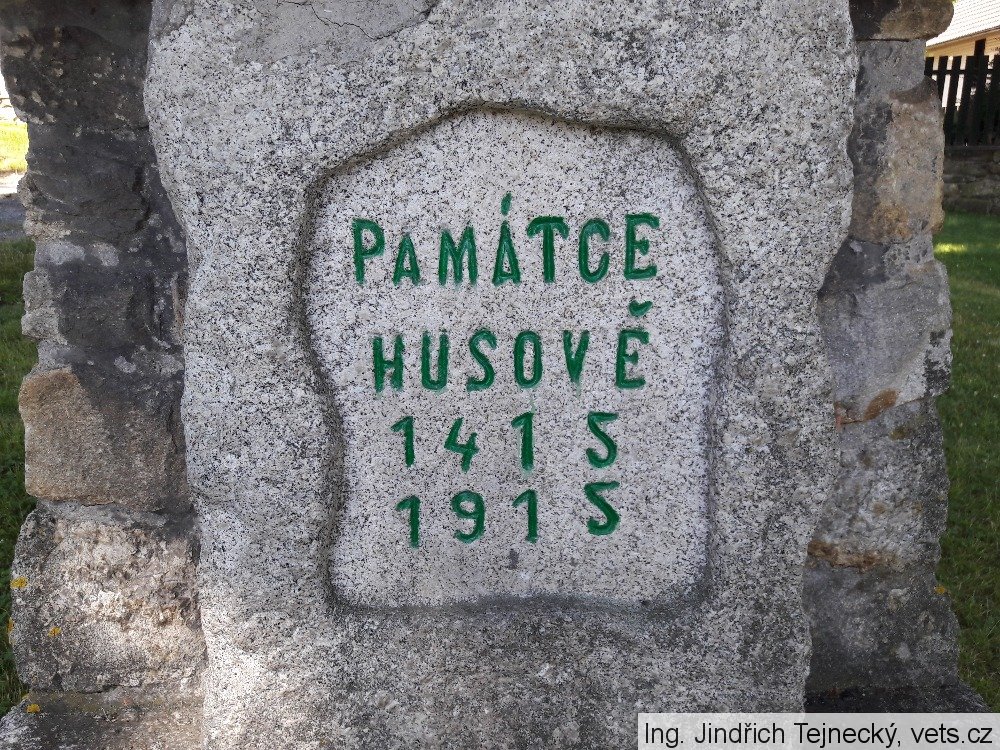 PAMÁTCE
HUSOVĚ
1415
1915
Ing. Jindřich Tejnecký, vets.cz